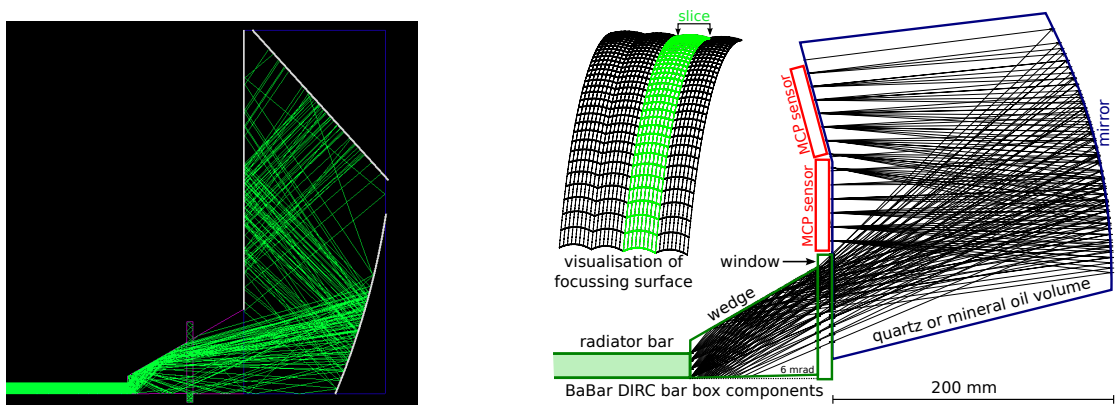 slice
MCP sensor
MCP sensor
mirror
visualisation of
focussing surface
window
wedge
quartz or mineral oil volume
radiator bar
6 mrad
BaBar DIRC bar box components
200 mm